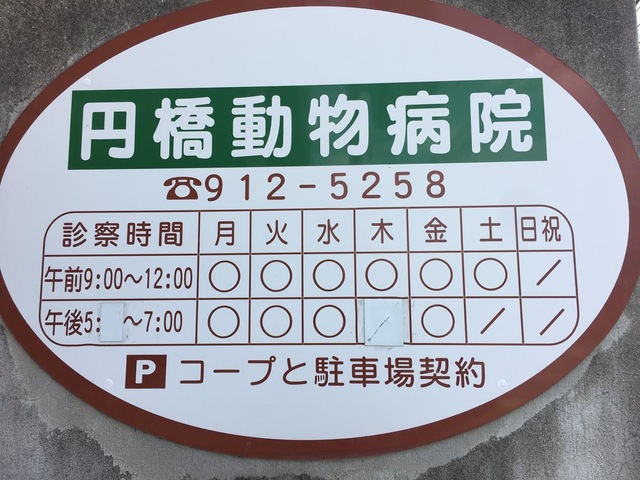 円橋動物病院
☎912-5258
診察時間 月 火 水 木 金 土 日祝
午前9:00〜12:00 ○ ○ ○ ○ ○ ○ /
午後5: 〜7:00 ○ ○ ○ / ○ / /
P コープと駐車場契約